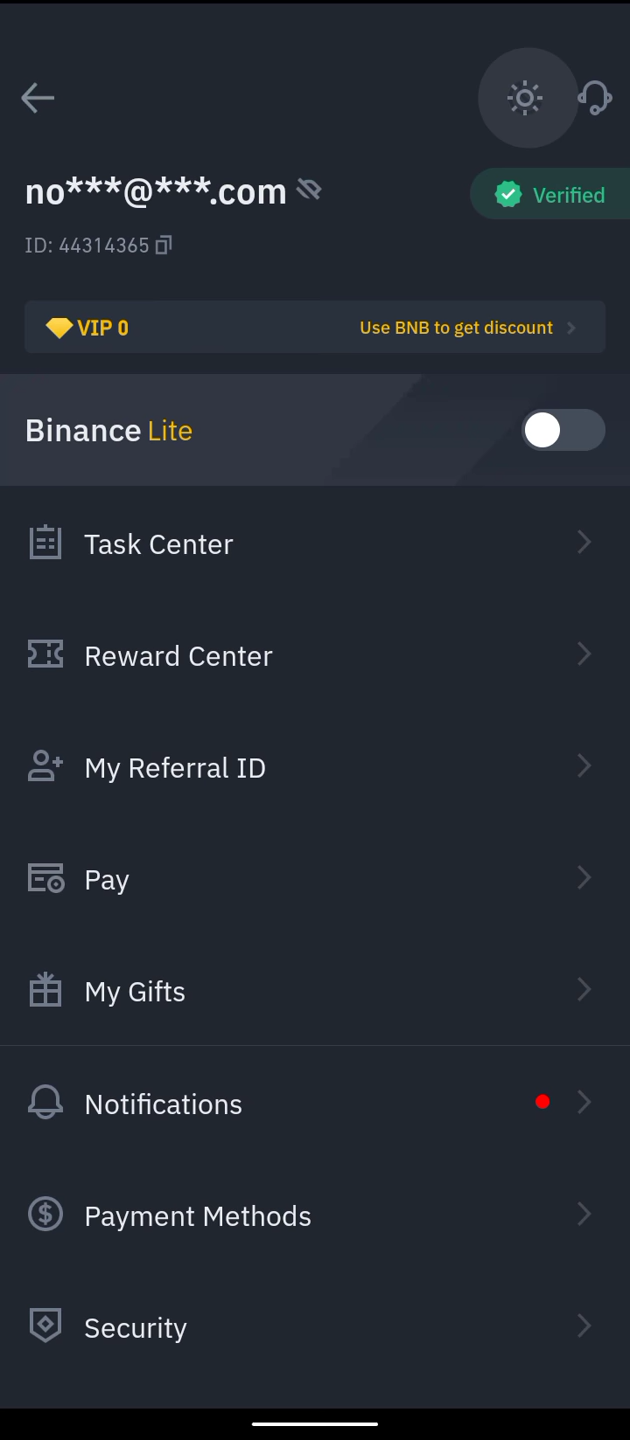 no***@***.com
Verified
ID: 44314365
VIP 0
Use BNB to get discount
Binance Lite
Task Center
Reward Center
My Referral ID
Pay
My Gifts
Notifications
Payment Methods
Security